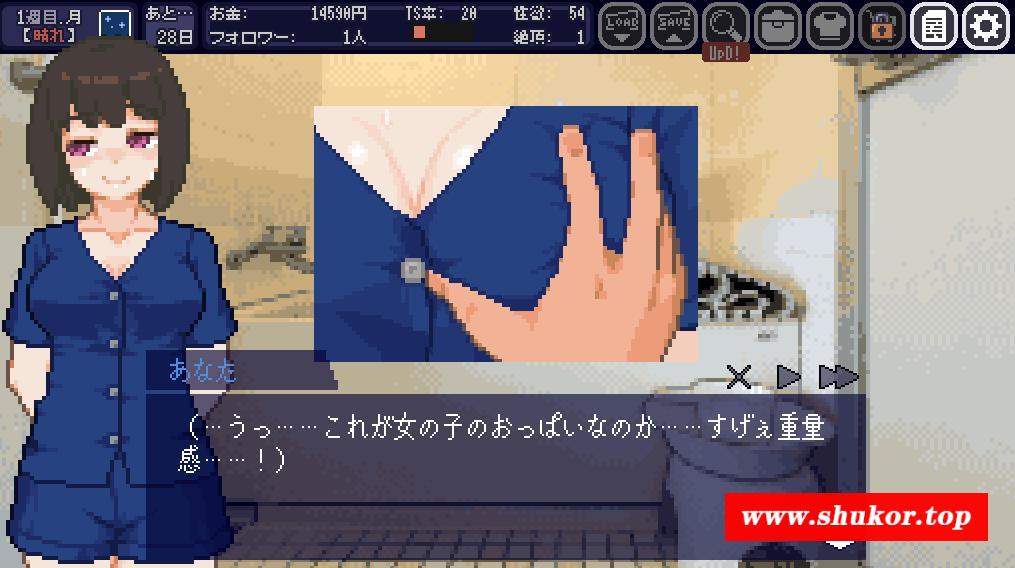 1週目.月
【晴れ】
あと…
28日
お金: 14590円
フォロワー: 1人
TS率: 20
性欲: 54
絶頂: 1
LOAD
SAVE
UpD!
あなた
(…うっ……これが女の子のおっぱいなのか……すげぇ重量
感……!)
www.shukor.top